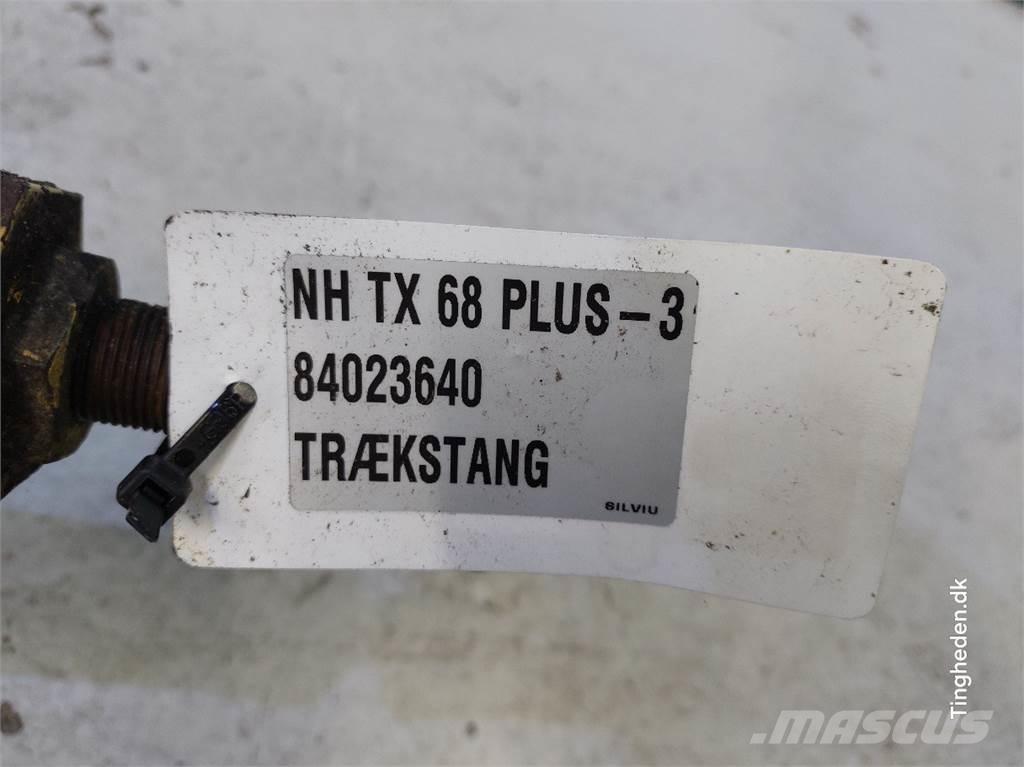 NH TX 68 PLUS-3
84023640
TRÆKSTANG
SILVIU
Tingheden.dk
MASCUS